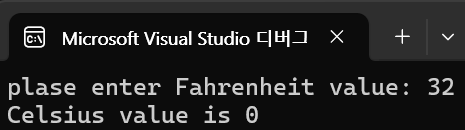 Microsoft Visual Studio 디버그
plase enter Fahrenheit value: 32
Celsius value is 0